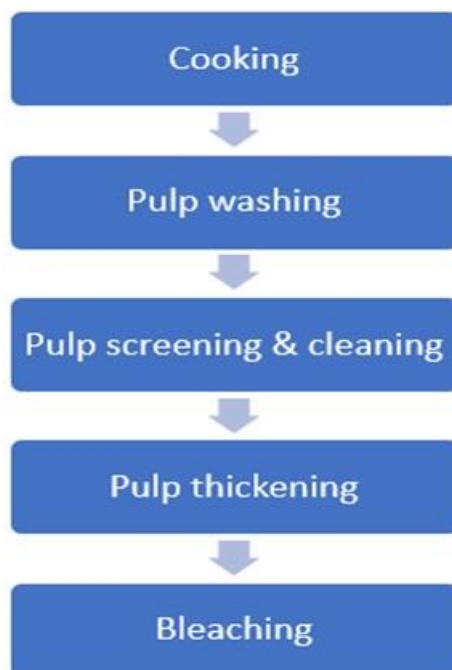 Cooking
Pulp washing
Pulp screening & cleaning
Pulp thickening
Bleaching